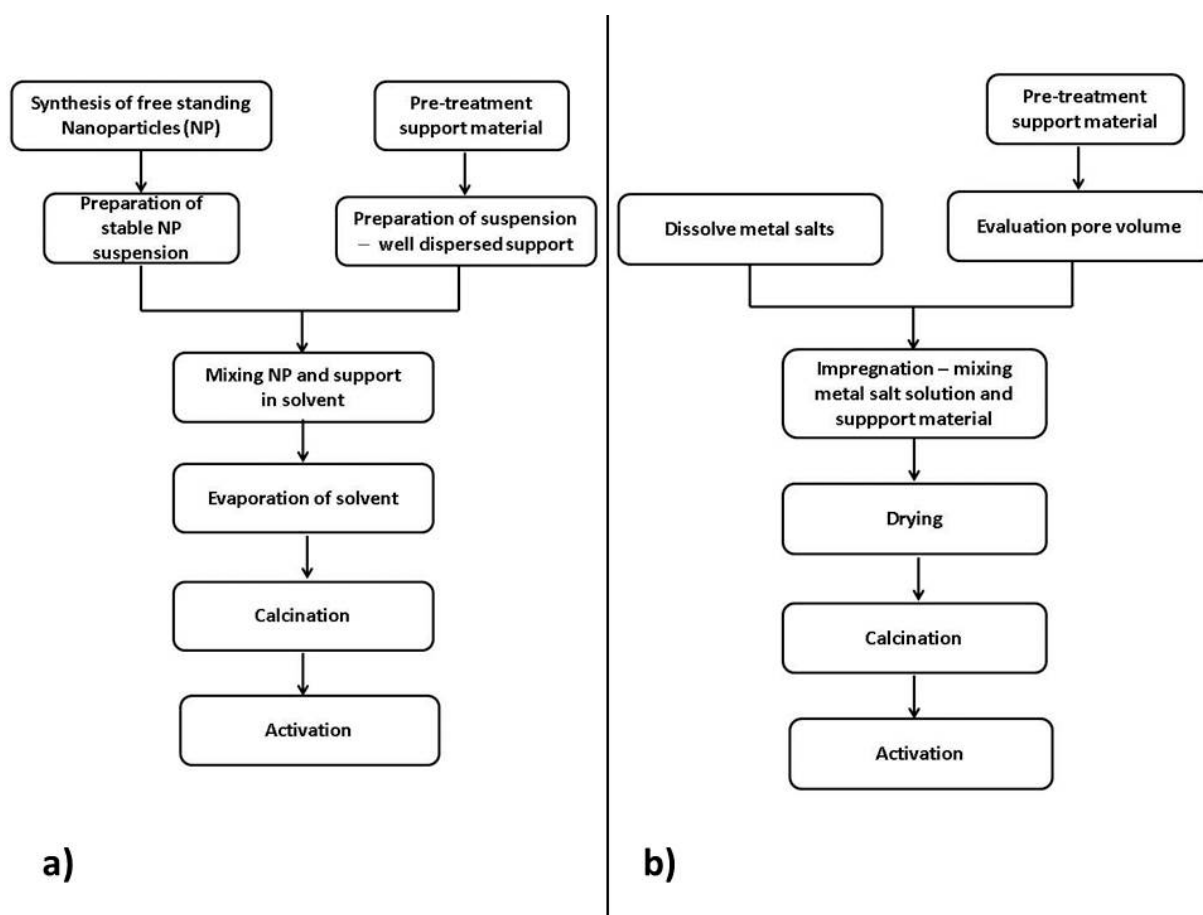 Synthesis of free standing
Nanoparticles (NP)
Pre-treatment
support material
Preparation of
stable NP
suspension
Preparation of suspension
– well dispersed support
Mixing NP and support
in solvent
Evaporation of solvent
Calcination
Activation
a)
Pre-treatment
support material
Dissolve metal salts
Evaluation pore volume
Impregnation – mixing
metal salt solution and
suppport material
Drying
Calcination
Activation
b)